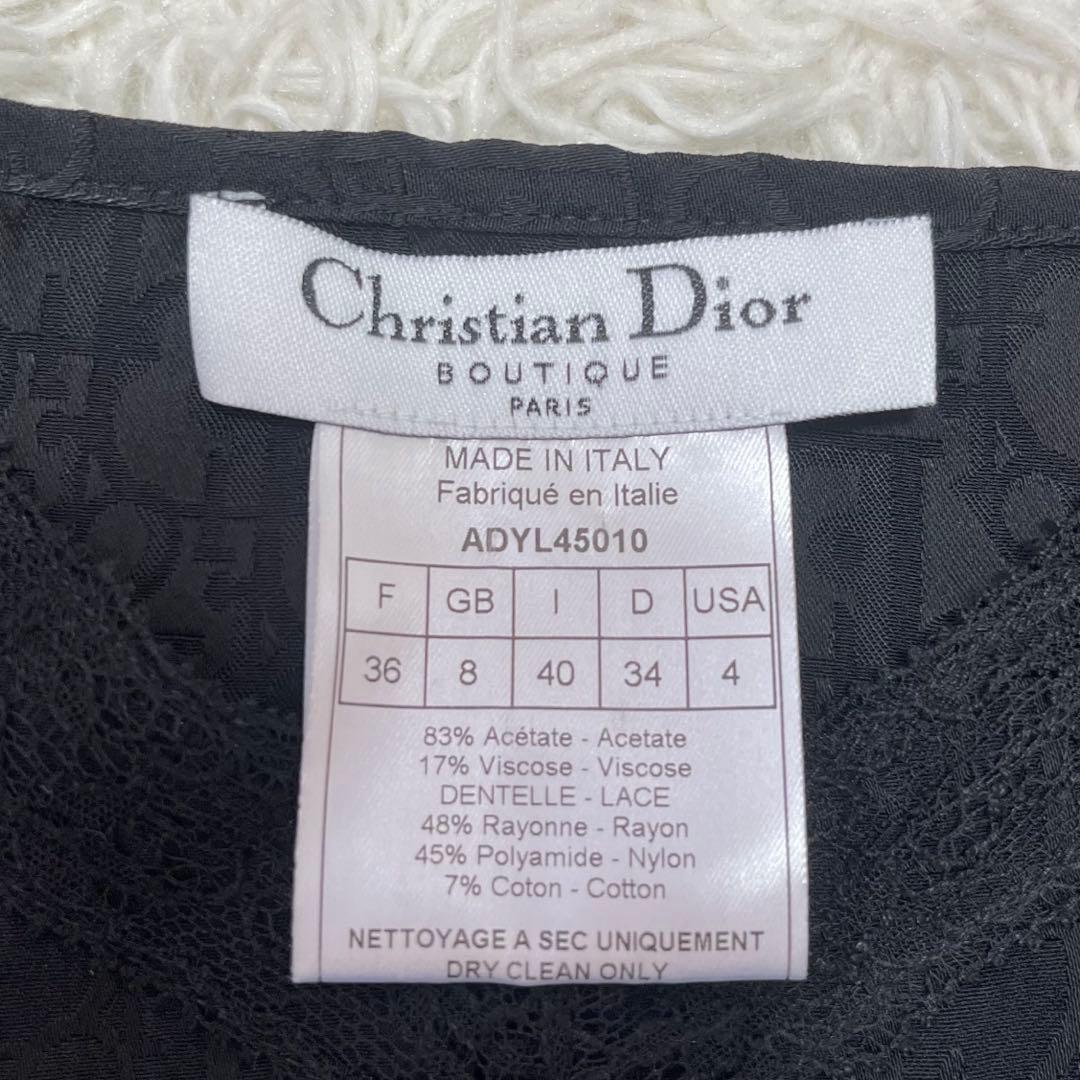 Christian Dior
BOUTIQUE
PARIS
MADE IN ITALY
Fabriqué en Italie
ADYL45010
F GB I D USA
36 8 40 34 4
83% Acétate - Acetate
17% Viscose - Viscose
DENTELLE - LACE
48% Rayonne - Rayon
45% Polyamide - Nylon
7% Coton - Cotton
NETTOYAGE A SEC UNIQUEMENT
DRY CLEAN ONLY